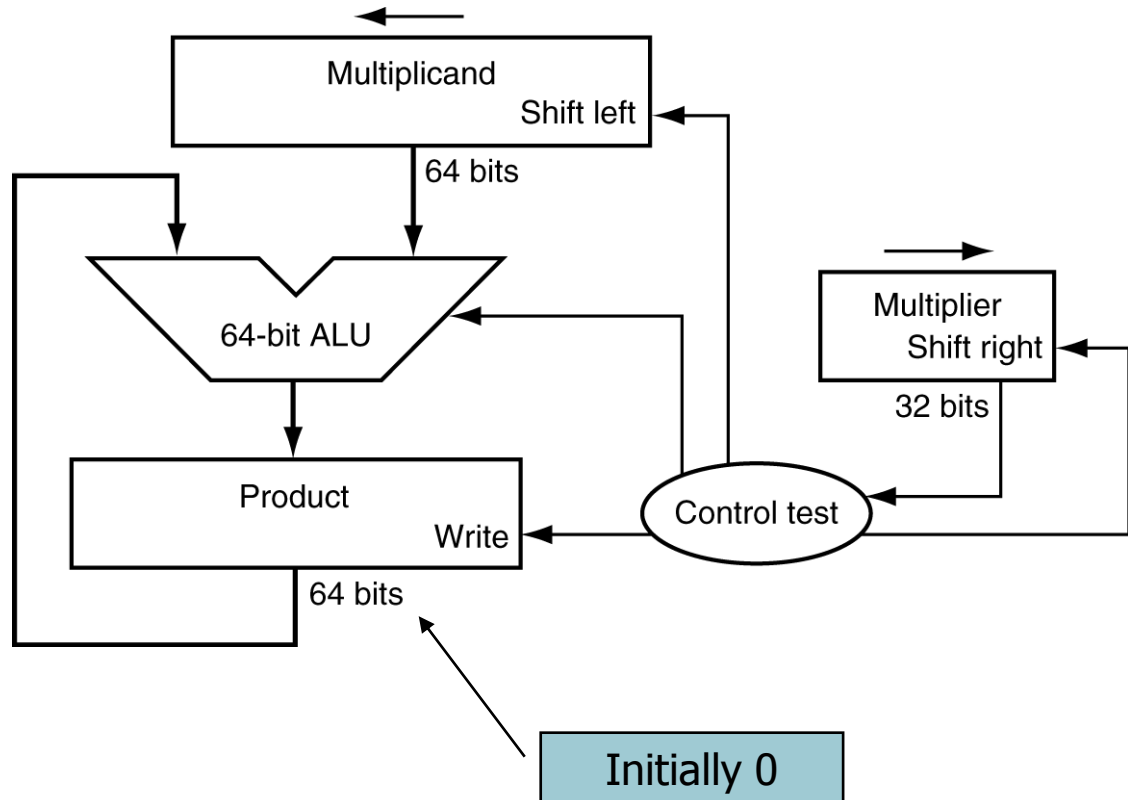 Multiplicand
Shift left
64 bits
64-bit ALU
Multiplier
Shift right
32 bits
Product
Write
Control test
64 bits
Initially 0